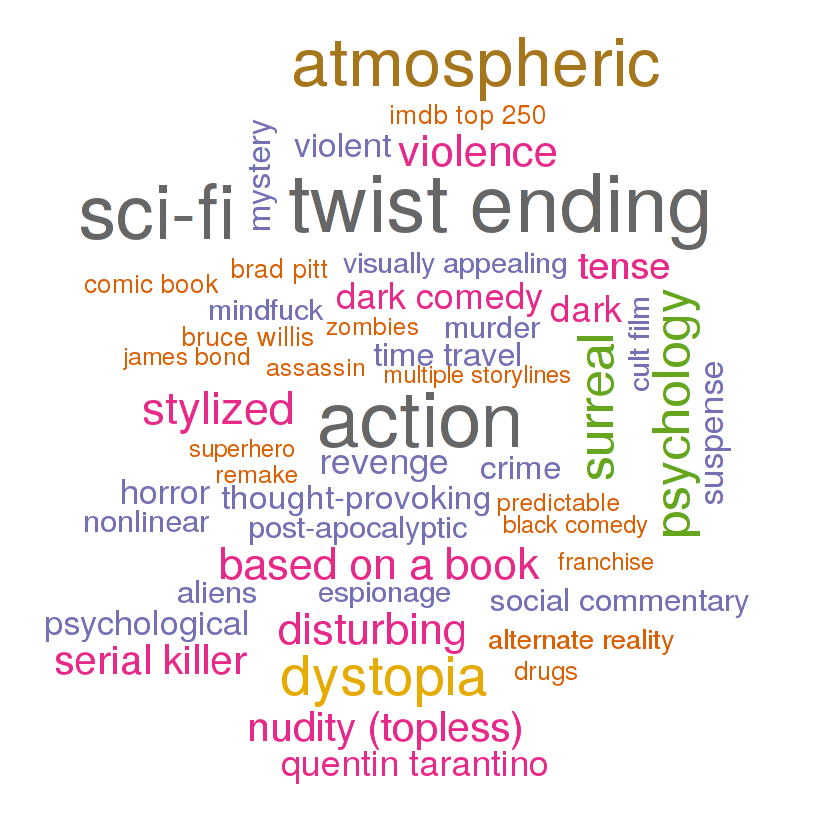 atmospheric
imdb top 250
mystery
violent
violence
sci-fi
twist ending
comic book
brad pitt
visually appealing
tense
mindfuck
dark comedy
dark
bruce willis
zombies
murder
cult film
psychology
james bond
assassin
time travel
multiple storylines
surreal
suspense
stylized
action
superhero
revenge
crime
remake
horror
thought-provoking
predictable
nonlinear
post-apocalyptic
black comedy
based on a book
franchise
aliens
espionage
social commentary
psychological
disturbing
alternate reality
serial killer
dystopia
drugs
nudity (topless)
quentin tarantino